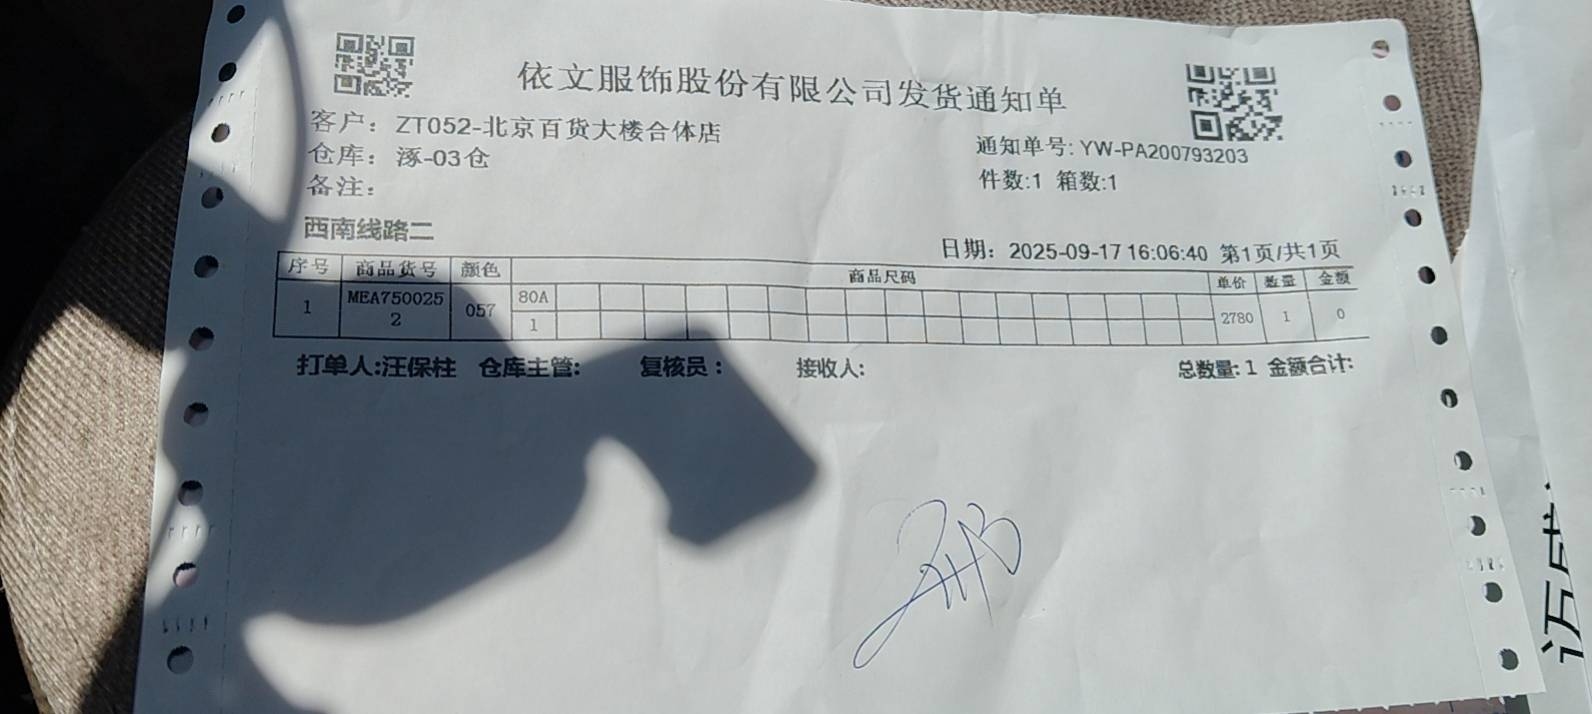 依文服饰股份有限公司发货通知单
客户：ZT052-北京百货大楼合体店
仓库：涿-03仓
通知单号: YW-PA200793203
备注：
件数:1 箱数:1
西南线路二
日期：2025-09-17 16:06:40 第1页/共1页
序号 商品货号 颜色 商品尺码 单价 数量 金额
1 MEA7500252 057 80A 2780 1 0
1
打单人:汪保柱 仓库主管: 复核员： 接收人: 总数量:1 金额合计: